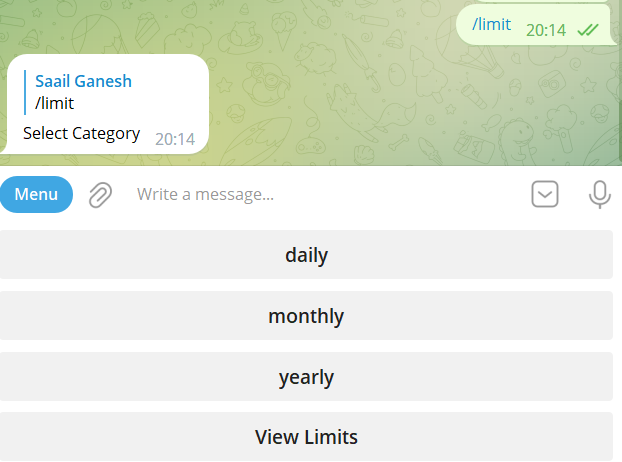 /limit 20:14
Saail Ganesh
/limit
Select Category 20:14
Menu Write a message...
daily
monthly
yearly
View Limits